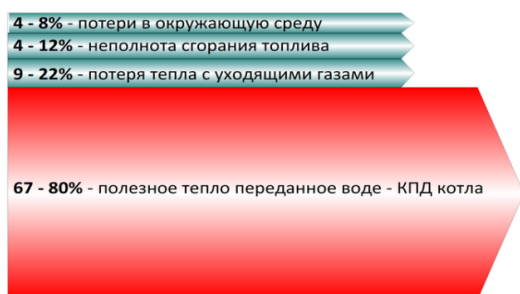 4 - 8% - потери в окружающую среду
4 - 12% - неполнота сгорания топлива
9 - 22% - потеря тепла с уходящими газами
67 - 80% - полезное тепло переданное воде - КПД котла